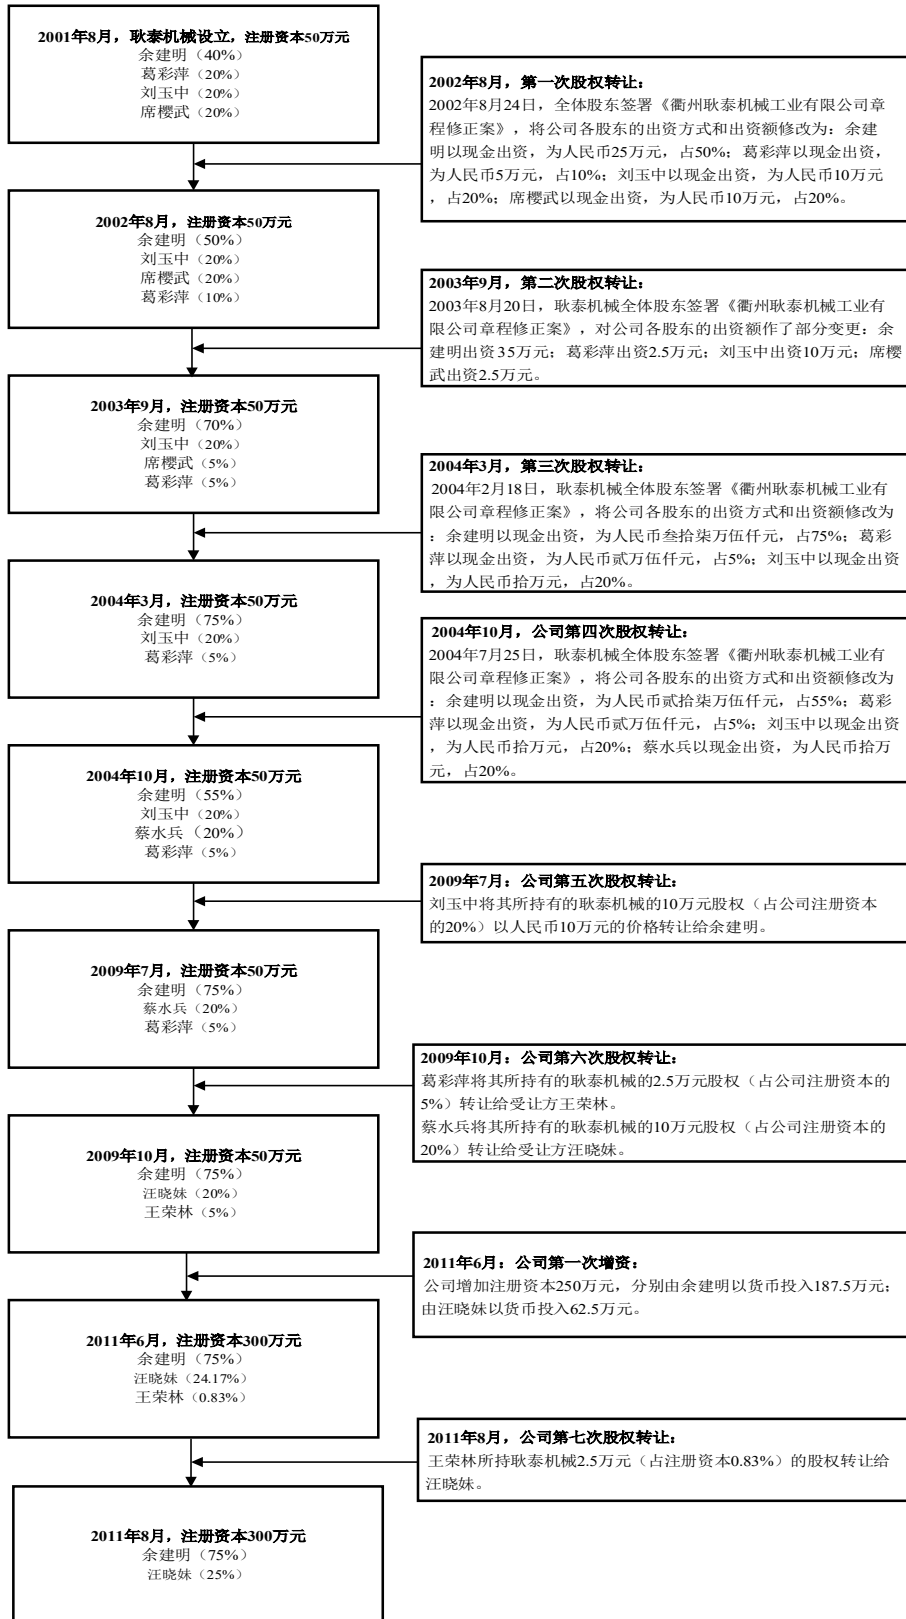 2001年8月，耿泰机械设立，注册资本50万元
余建明（40%）
葛彩萍（20%）
刘玉中（20%）
席樱武（20%）
2002年8月，第一次股权转让：
2002年8月24日，全体股东签署《衢州耿泰机械工业有限公司章
程修正案》，将公司各股东的出资方式和出资额修改为：余建
明以现金出资，为人民币25万元，占50%；葛彩萍以现金出资，
为人民币5万元，占10%；刘玉中以现金出资，为人民币10万元
，占20%；席樱武以现金出资，为人民币10万元，占20%。
2002年8月，注册资本50万元
余建明（50%）
刘玉中（20%）
席樱武（20%）
葛彩萍（10%）
2003年9月，第二次股权转让：
2003年8月20日，耿泰机械全体股东签署《衢州耿泰机械工业有
限公司章程修正案》，对公司各股东的出资额作了部分变更：余
建明出资35万元；葛彩萍出资2.5万元；刘玉中出资10万元；席樱
武出资2.5万元。
2003年9月，注册资本50万元
余建明（70%）
刘玉中（20%）
席樱武（5%）
葛彩萍（5%）
2004年3月，第三次股权转让：
2004年2月18日，耿泰机械全体股东签署《衢州耿泰机械工业有
限公司章程修正案》，将公司各股东的出资方式和出资额修改为
：余建明以现金出资，为人民币叁拾柒万伍仟元，占75%；葛彩
萍以现金出资，为人民币贰万伍仟元，占5%；刘玉中以现金出资
，为人民币拾万元，占20%。
2004年3月，注册资本50万元
余建明（75%）
刘玉中（20%）
葛彩萍（5%）
2004年10月，公司第四次股权转让：
2004年7月25日，耿泰机械全体股东签署《衢州耿泰机械工业有
限公司章程修正案》，将公司各股东的出资方式和出资额修改为
：余建明以现金出资，为人民币贰拾柒万伍仟元，占55%；葛彩
萍以现金出资，为人民币贰万伍仟元，占5%；刘玉中以现金出资
，为人民币拾万元，占20%；蔡水兵以现金出资，为人民币拾万
元，占20%。
2004年10月，注册资本50万元
余建明（55%）
刘玉中（20%）
蔡水兵（20%）
葛彩萍（5%）
2009年7月：公司第五次股权转让：
刘玉中将其所持有的耿泰机械的10万元股权（占公司注册资本
的20%）以人民币10万元的价格转让给余建明。
2009年7月，注册资本50万元
余建明（75%）
蔡水兵（20%）
葛彩萍（5%）
2009年10月：公司第六次股权转让：
葛彩萍将其所持有的耿泰机械的2.5万元股权（占公司注册资本的
5%）转让给受让方王荣林。
蔡水兵将其所持有的耿泰机械的10万元股权（占公司注册资本的
20%）转让给受让方汪晓妹。
2009年10月，注册资本50万元
余建明（75%）
汪晓妹（20%）
王荣林（5%）
2011年6月：公司第一次增资：
公司增加注册资本250万元，分别由余建明以货币投入187.5万元；
由汪晓妹以货币投入62.5万元。
2011年6月，注册资本300万元
余建明（75%）
汪晓妹（24.17%）
王荣林（0.83%）
2011年8月，公司第七次股权转让：
王荣林所持耿泰机械2.5万元（占注册资本0.83%）的股权转让给
汪晓妹。
2011年8月，注册资本300万元
余建明（75%）
汪晓妹（25%）